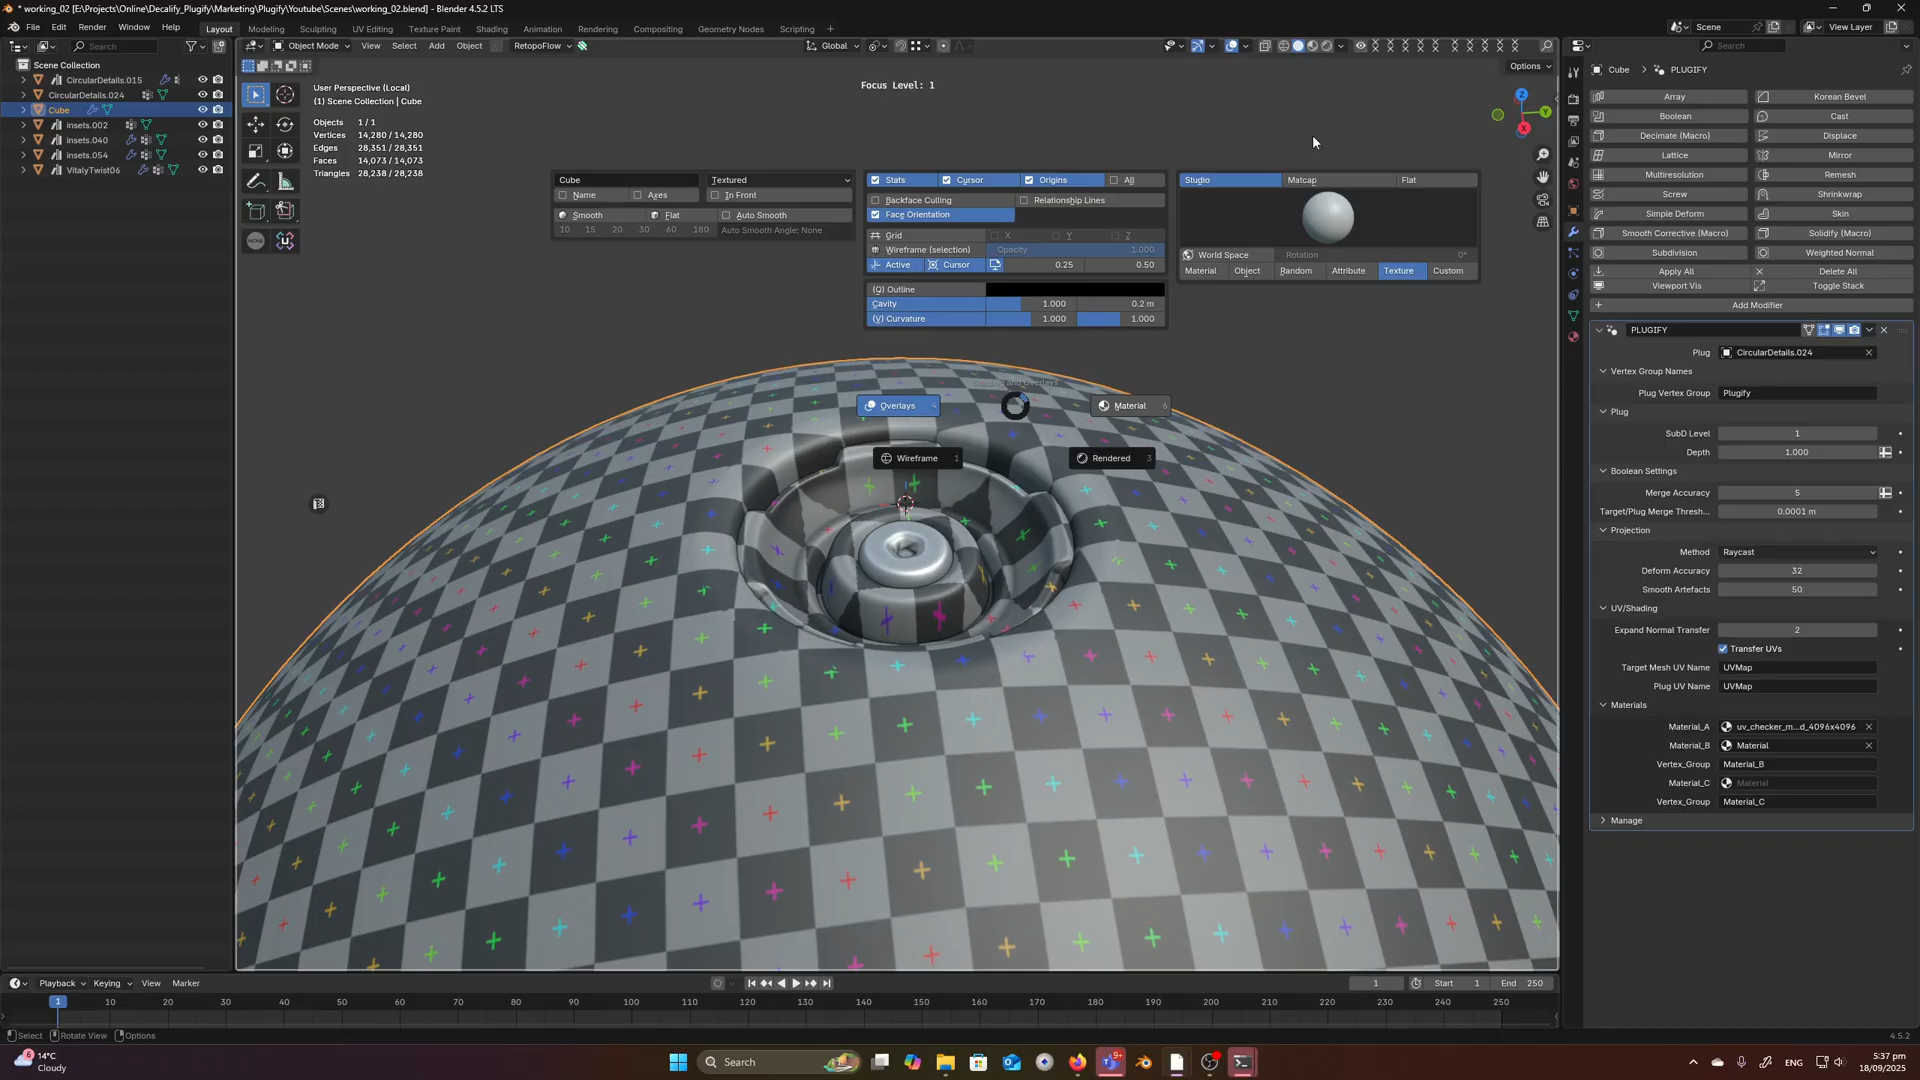 * working_02 [E:\Projects\Online\Decalify_Plugify\Marketing\Plugify\Youtube\Scenes\working_02.blend] - Blender 4.5.2 LTS
File Edit Render Window Help
Layout Modeling Sculpting UV Editing Texture Paint Shading Animation Rendering Compositing Geometry Nodes Scripting
Scene View Layer
Search Object Mode View Select Add Object RetopoFlow Global
Search
Options
Scene Collection
CircularDetails.015
CircularDetails.024
Cube
insets.002
insets.040
insets.054
VitalyTwist06
User Perspective (Local)
(1) Scene Collection | Cube
Objects 1 / 1
Vertices 14,280 / 14,280
Edges 28,351 / 28,351
Faces 14,073 / 14,073
Triangles 28,238 / 28,238
Focus Level: 1
NONE
Cube Textured
Name Axes In Front
Smooth Flat Auto Smooth
10 15 20 30 60 180 Auto Smooth Angle: None
Stats Cursor Origins All
Backface Culling Relationship Lines
Face Orientation
Grid X Y Z
Wireframe (selection) Opacity 1.000
Active Cursor 0.25 0.50
(Q) Outline
Cavity 1.000 0.2 m
(V) Curvature 1.000 1.000
Studio Matcap Flat
World Space Rotation 0°
Material Object Random Attribute Texture Custom
Z
Y
X
Overlays 4
Material 6
Wireframe 1
Rendered 3
Cube PLUGIFY
Array Korean Bevel
Boolean Cast
Decimate (Macro) Displace
Lattice Mirror
Multiresolution Remesh
Screw Shrinkwrap
Simple Deform Skin
Smooth Corrective (Macro) Solidify (Macro)
Subdivision Weighted Normal
Apply All Delete All
Viewport Vis Toggle Stack
Add Modifier
PLUGIFY
Plug CircularDetails.024
Vertex Group Names
Plug Vertex Group Plugify
Plug
SubD Level 1
Depth 1.000
Boolean Settings
Merge Accuracy 5
Target/Plug Merge Thresh... 0.0001 m
Projection
Method Raycast
Deform Accuracy 32
Smooth Artefacts 50
UV/Shading
Expand Normal Transfer 2
Transfer UVs
Target Mesh UV Name UVMap
Plug UV Name UVMap
Materials
Material_A uv_checker_m...d_4096x4096
Material_B Material
Vertex_Group Material_B
Material_C Material
Vertex_Group Material_C
Manage
Playback Keying View Marker
1 Start 1 End 250
1 10 20 30 40 50 60 70 80 90 100 110 120 130 140 150 160 170 180 190 200 210 220 230 240 250
Select Rotate View Options
4.5.2
6
14°C
Cloudy
Search
9+
ENG
5:37 pm
18/09/2025